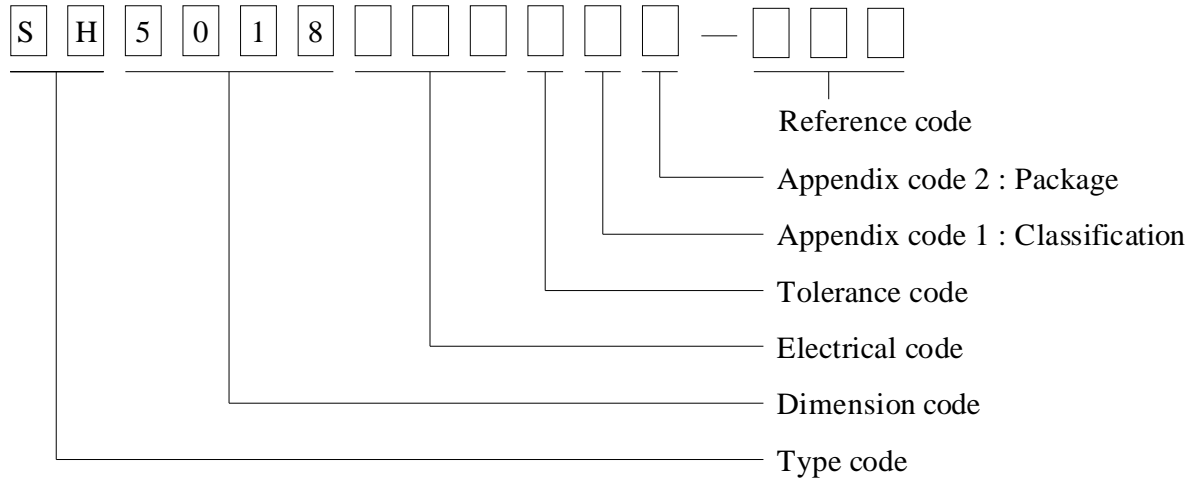 S H 5 0 1 8 —
Reference code
Appendix code 2 : Package
Appendix code 1 : Classification
Tolerance code
Electrical code
Dimension code
Type code